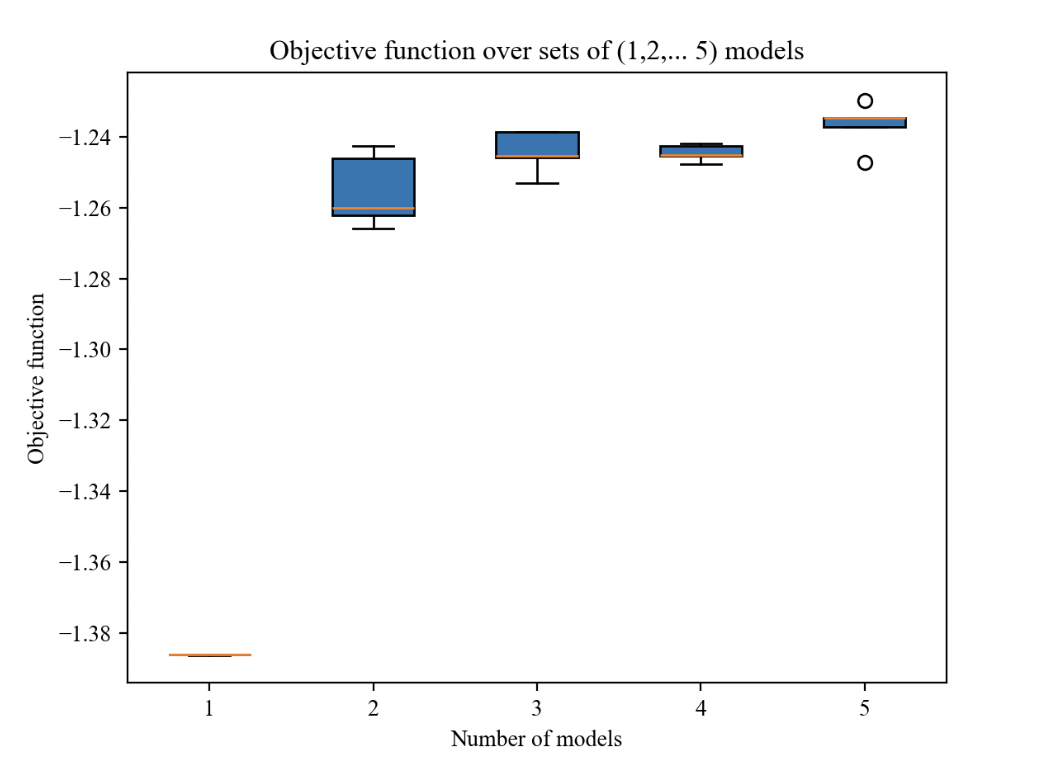 Objective function over sets of (1,2,... 5) models
−1.24
−1.26
−1.28
−1.30
−1.32
−1.34
−1.36
−1.38
Objective function
1 2 3 4 5
Number of models